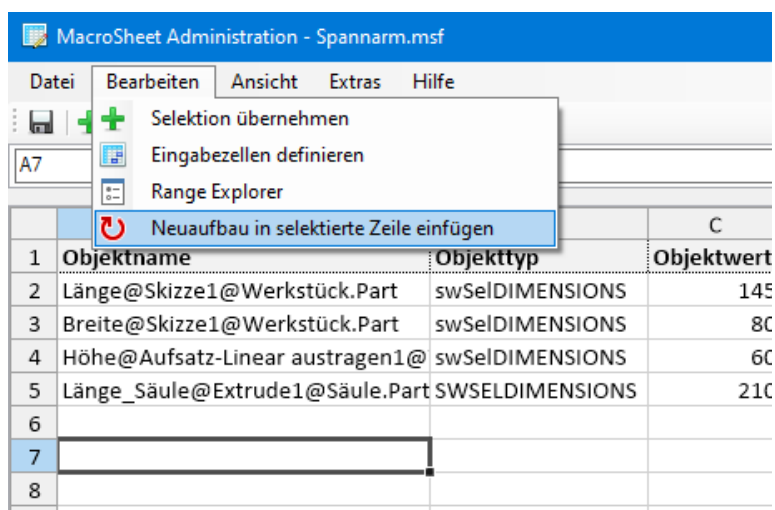 MacroSheet Administration - Spannarm.msf
Datei Bearbeiten Ansicht Extras Hilfe
Selektion übernehmen
A7
Eingabezellen definieren
Range Explorer
Neuaufbau in selektierte Zeile einfügen
C
1 Objektname Objekttyp Objektwert
2 Länge@Skizze1@Werkstück.Part swSelDIMENSIONS 145
3 Breite@Skizze1@Werkstück.Part swSelDIMENSIONS 80
4 Höhe@Aufsatz-Linear austragen1@ swSelDIMENSIONS 60
5 Länge_Säule@Extrude1@Säule.Part SWSELDIMENSIONS 210
6
7
8